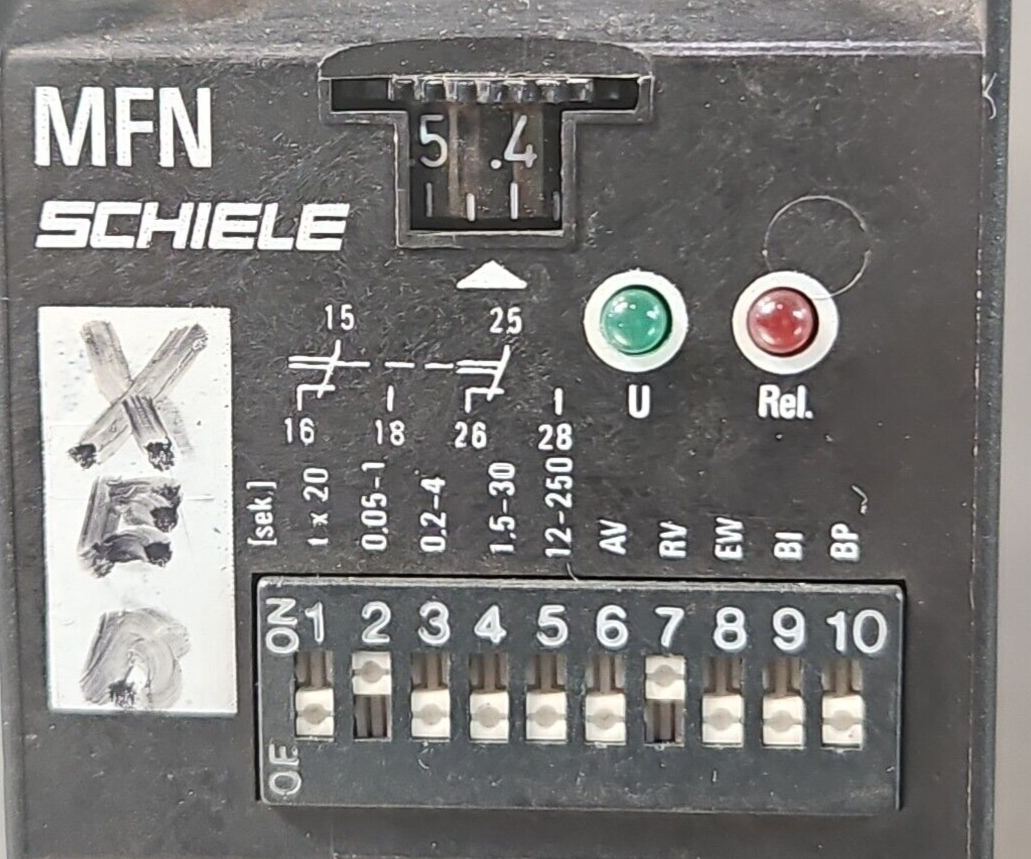 MFN
.5 .4
SCHIELE
15 25
16 18 26 28
U Rel.
[sek.] t x 20 0.05-1 0.2-4 1.5-30 12-250 AV RV EW BI BP
ON 1 2 3 4 5 6 7 8 9 10